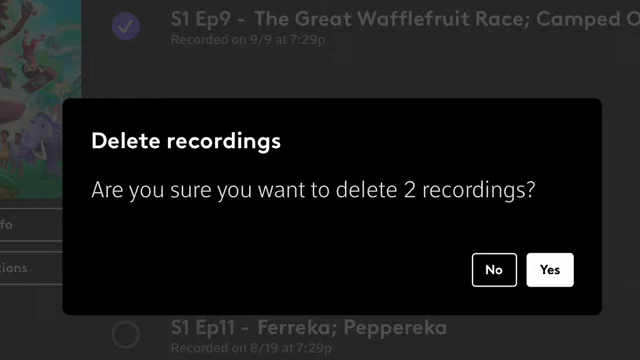 S1 Ep9 - The Great Wafflefruit Race; Camped O
Recorded on 9/9 at 7:29p
Delete recordings
Are you sure you want to delete 2 recordings?
fo
tions
No
Yes
S1 Ep11 - Ferreka; Peppereka
Recorded on 8/19 at 7:29p